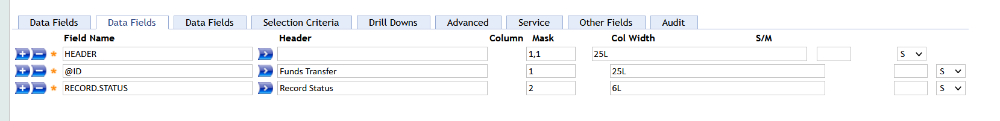 Data Fields Data Fields Data Fields Selection Criteria Drill Downs Advanced Service Other Fields Audit
Field Name Header Column Mask Col Width S/M
+ - * HEADER > 1,1 25L S
+ - * @ID > Funds Transfer 1 25L S
+ - * RECORD.STATUS > Record Status 2 6L S